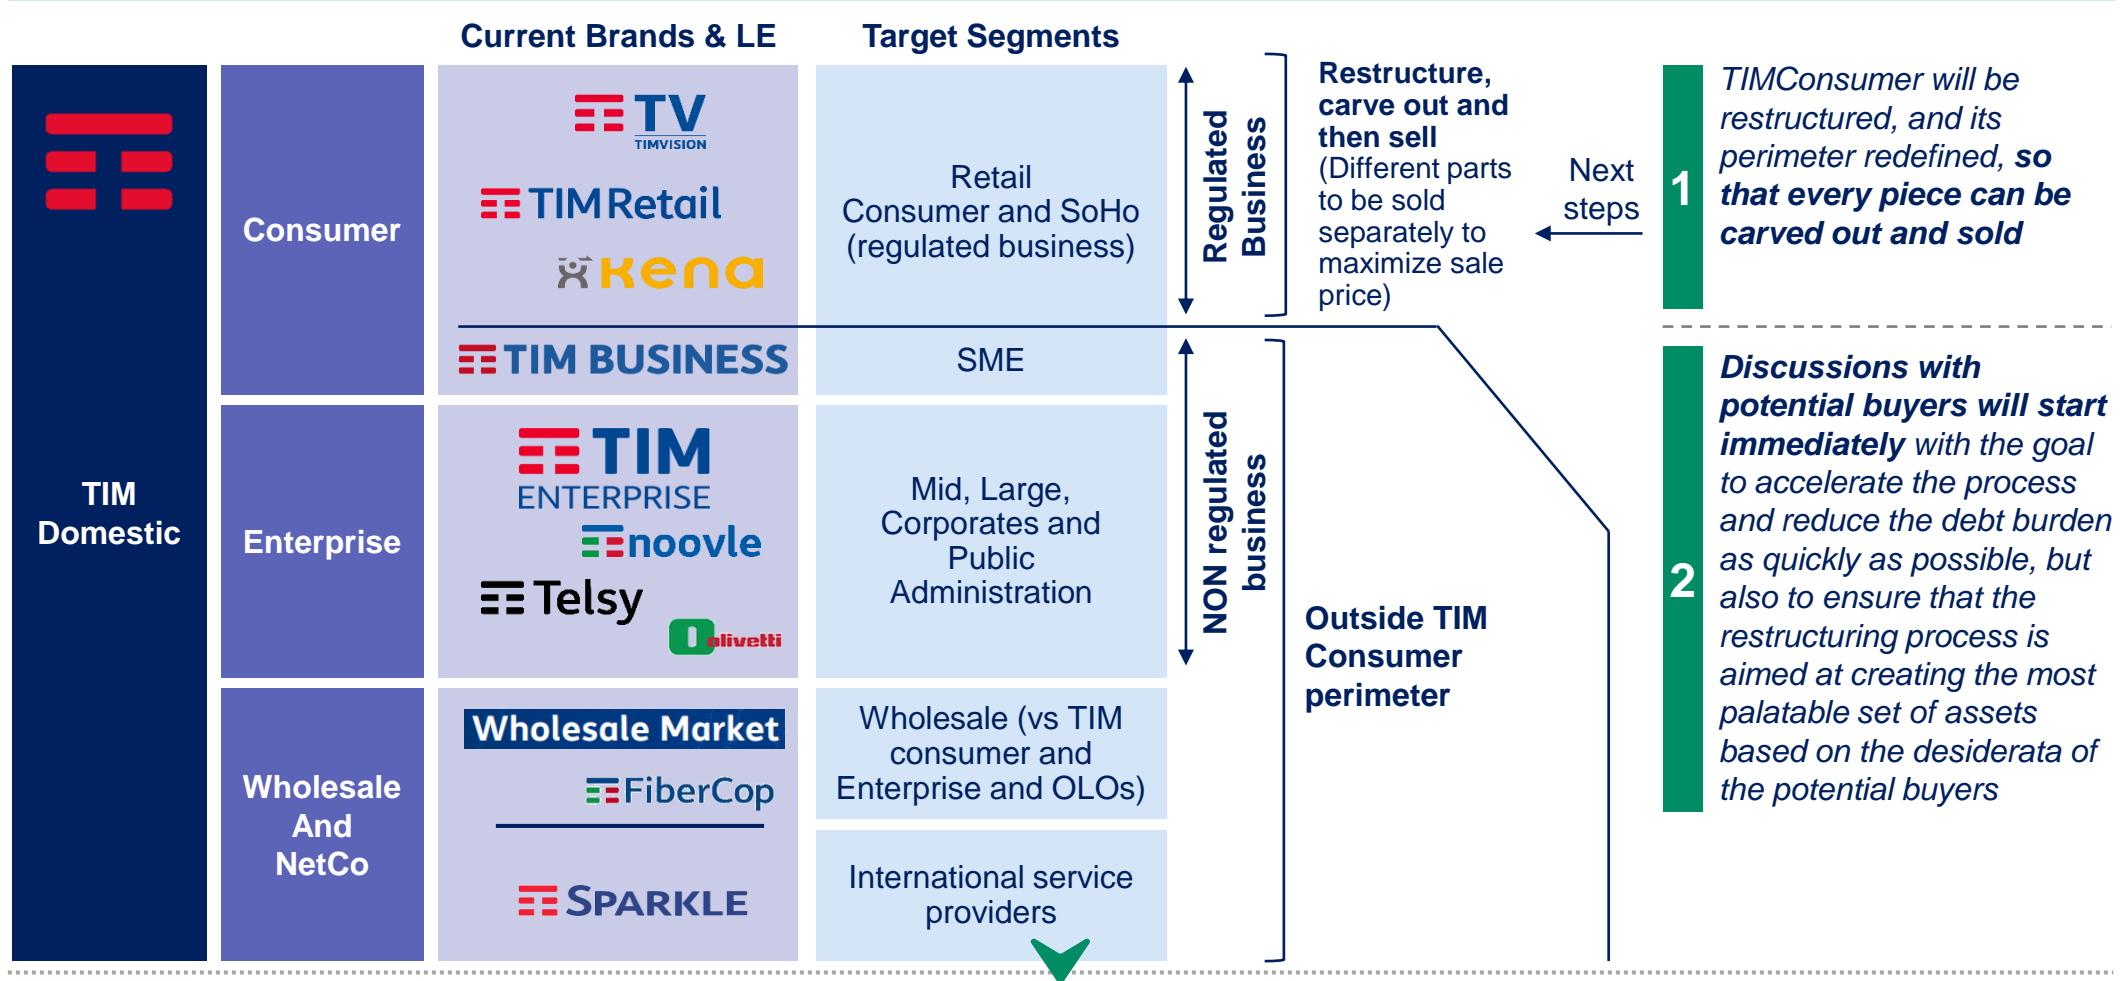 Current Brands & LE
Target Segments
TIM
Domestic
Consumer
TV
TIMVISION
TIMRetail
kena
TIM BUSINESS
Retail
Consumer and SoHo
(regulated business)
SME
Regulated
Business
Restructure,
carve out and
then sell
(Different parts
to be sold
separately to
maximize sale
price)
Next
steps
1
TIMConsumer will be
restructured, and its
perimeter redefined, so
that every piece can be
carved out and sold
Enterprise
TIM
ENTERPRISE
noovle
Telsy
olivetti
Mid, Large,
Corporates and
Public
Administration
NON regulated
business
Outside TIM
Consumer
perimeter
2
Discussions with
potential buyers will start
immediately with the goal
to accelerate the process
and reduce the debt burden
as quickly as possible, but
also to ensure that the
restructuring process is
aimed at creating the most
palatable set of assets
based on the desiderata of
the potential buyers
Wholesale
And
NetCo
Wholesale Market
FiberCop
SPARKLE
Wholesale (vs TIM
consumer and
Enterprise and OLOs)
International service
providers